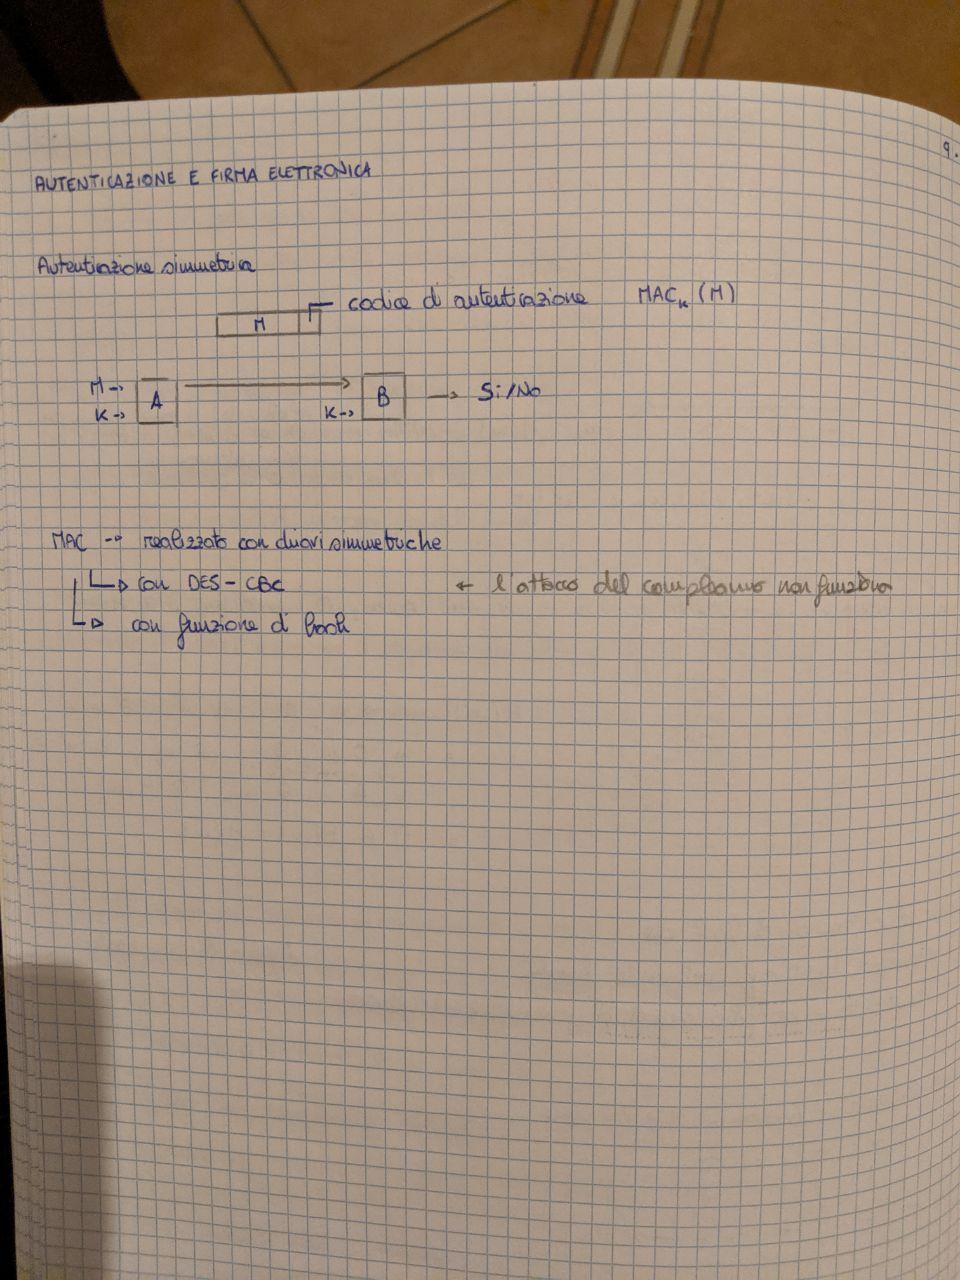 9.
AUTENTICAZIONE E FIRMA ELETTRONICA
Autenticazione simmetrica
M codice di autenticazione MACₖ (M)
M → A B → Si/No
K → K →
MAC → realizzato con chiavi simmetriche
con DES - CBC ← l'attacco del compleanno non funziona
con funzione di hash